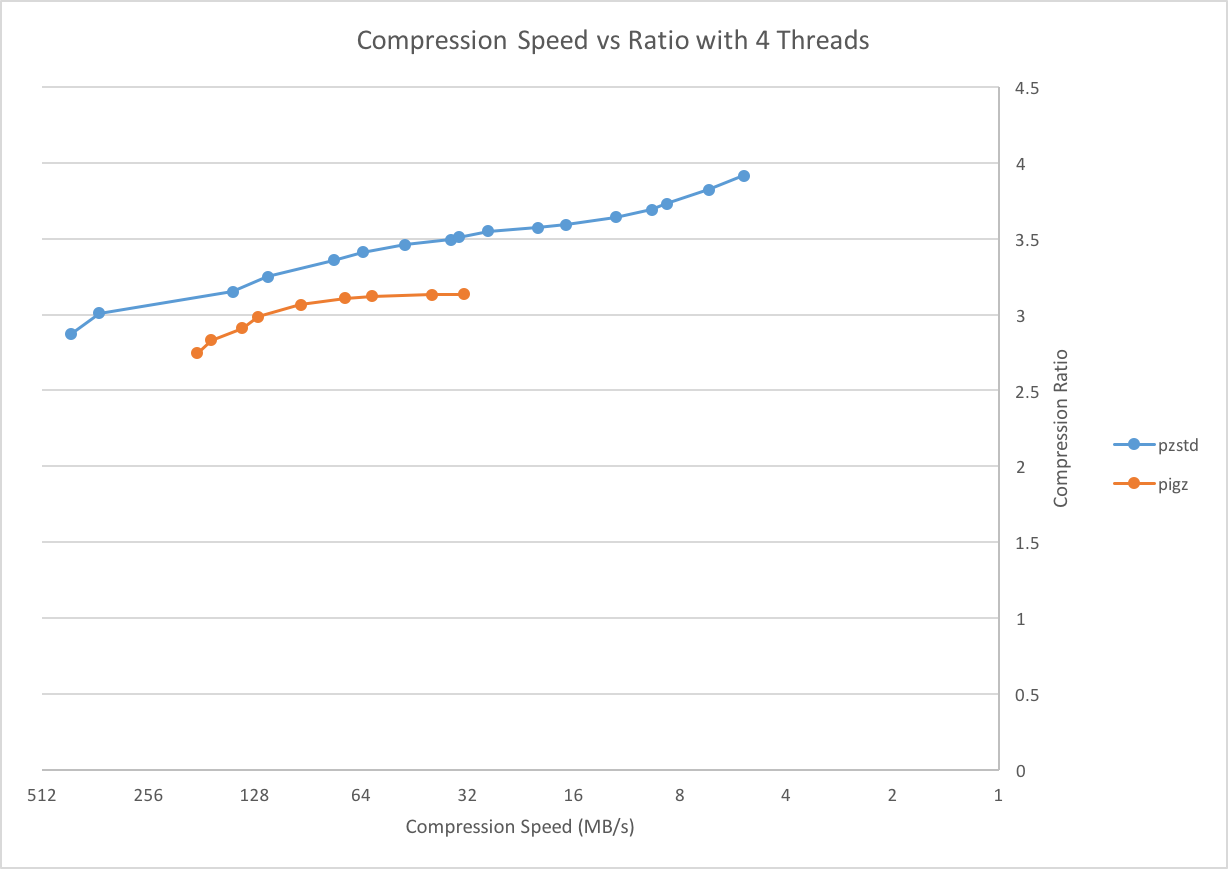 Compression Speed vs Ratio with 4 Threads
4.5
4
3.5
3
2.5
2
1.5
1
0.5
0
Compression Ratio
pzstd
pigz
512 256 128 64 32 16 8 4 2 1
Compression Speed (MB/s)